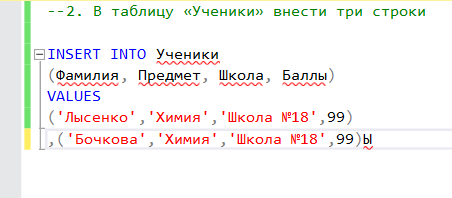 --2. В таблицу «Ученики» внести три строки
INSERT INTO Ученики
(Фамилия, Предмет, Школа, Баллы)
VALUES
('Лысенко','Химия','Школа №18',99)
,('Бочкова','Химия','Школа №18',99)Ы